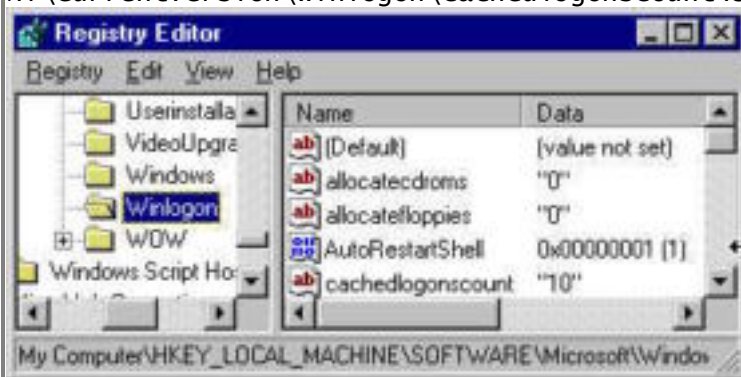 Registry Editor
Registry Edit View Help
Userinstalla
VideoUpgra
Windows
Winlogon
WOW
Windows Script Ho
Name Data
(Default) (value not set)
allocatecdroms "0"
allocatefloppies "0"
AutoRestartShell 0x00000001 (1)
cachedlogonscount "10"
My Computer\HKEY_LOCAL_MACHINE\SOFTWARE\Microsoft\Window